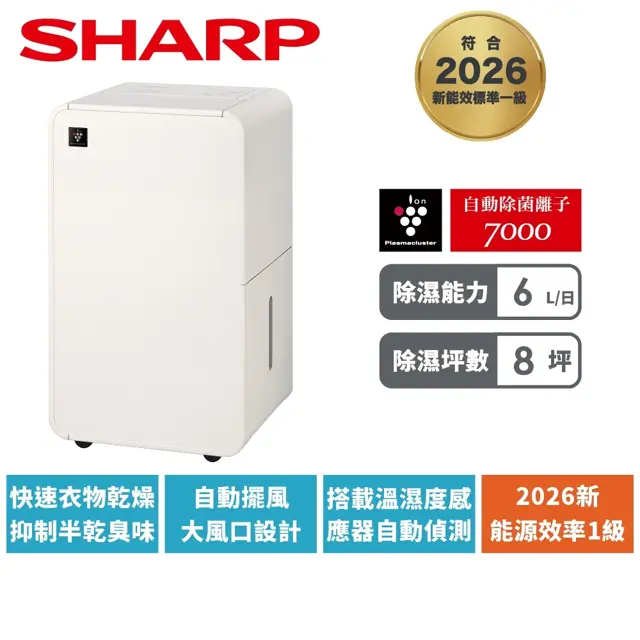 SHARP
符合
2026
新能效標準一級
Ion
Plasmacluster
自動除菌離子
7000
除濕能力 6 L/日
除濕坪數 8 坪
快速衣物乾燥
抑制半乾臭味
自動擺風
大風口設計
搭載溫濕度感
應器自動偵測
2026新
能源效率1級